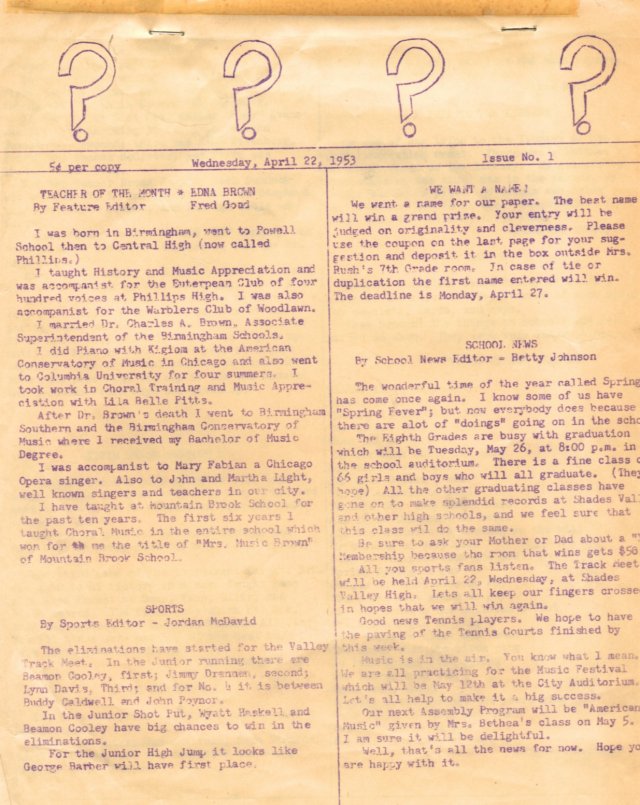 ? ? ? ?
5¢ per copy Wednesday, April 22, 1953 Issue No. 1
TEACHER OF THE MONTH * EDNA BROWN
By Feature Editor Fred Goad
I was born in Birmingham, went to Powell
School then to Central High (now called
Phillips.)
I taught History and Music Appreciation and
was accompanist for the Euterpean Club of four
hundred voices at Phillips High. I was also
accompanist for the Warblers Club of Woodlawn.
I married Dr. Charles A. Brown, Associate
Superintendent of the Birmingham Schools.
I did Piano with Kigiom at the American
Conservatory of Music in Chicago and also went
to Columbia University for four summers. I
took work in Choral Training and Music Appre-
ciation with Lila Belle Pitts.
After Dr. Brown's death I went to Birmingham
Southern and the Birmingham Conservatory of
Music where I received my Bachelor of Music
Degree.
I was accompanist to Mary Fabian a Chicago
Opera singer. Also to John and Martha Light,
well known singers and teachers in our city.
I have taught at Mountain Brook School for
the past ten years. The first six years I
taught Choral Music in the entire school which
won for me the title of "Mrs. Music Brown"
of Mountain Brook School.
SPORTS
By Sports Editor - Jordan McDavid
The eliminations have started for the Valley
Track Meet. In the Junior running there are
Beamon Cooley, first; Jimmy Drennen, second;
Lynn Davis, Third; and for No. 4 it is between
Buddy Caldwell and John Poynor.
In the Junior Shot Put, Wyatt Haskell and
Beamon Cooley have big chances to win in the
eliminations.
For the Junior High Jump it looks like
George Barber will have first place.
WE WANT A NAME!
We want a name for our paper. The best name
will win a grand prize. Your entry will be
judged on originality and cleverness. Please
use the coupon on the last page for your sug-
gestion and deposit it in the box outside Mrs.
Rush's 7th Grade room. In case of tie or
duplication the first name entered will win.
The deadline is Monday, April 27.
SCHOOL NEWS
By School News Editor - Betty Johnson
The wonderful time of the year called Spring
has come once again. I know some of us have
"Spring Fever"; but now everybody does because
there are alot of "doings" going on in the scho
The Eighth Grades are busy with graduation
which will be Tuesday, May 26, at 8:00 p.m. in
the school auditorium. There is a fine class o
66 girls and boys who will all graduate. (They
hope) All the other graduating classes have
gone on to make splendid records at Shades Val
and other high schools, and we feel sure that
this class will do the same.
Be sure to ask your Mother or Dad about a
Membership because the room that wins gets $50
All you sports fans listen. The Track Meet
will be held April 22, Wednesday, at Shades
Valley High. Lets all keep our fingers crosse
in hopes that we will win again.
Good news Tennis players. We hope to have
the paving of the Tennis Courts finished by
this week.
Music is in the air. You know what I mean.
We are all practicing for the Music Festival
which will be May 12th at the City Auditorium.
Let's all help to make it a big success.
Our next Assembly Program will be "American
Music" given by Mrs. Bethea's class on May 5.
I am sure it will be delightful.
Well, that's all the news for now. Hope yo
are happy with it.